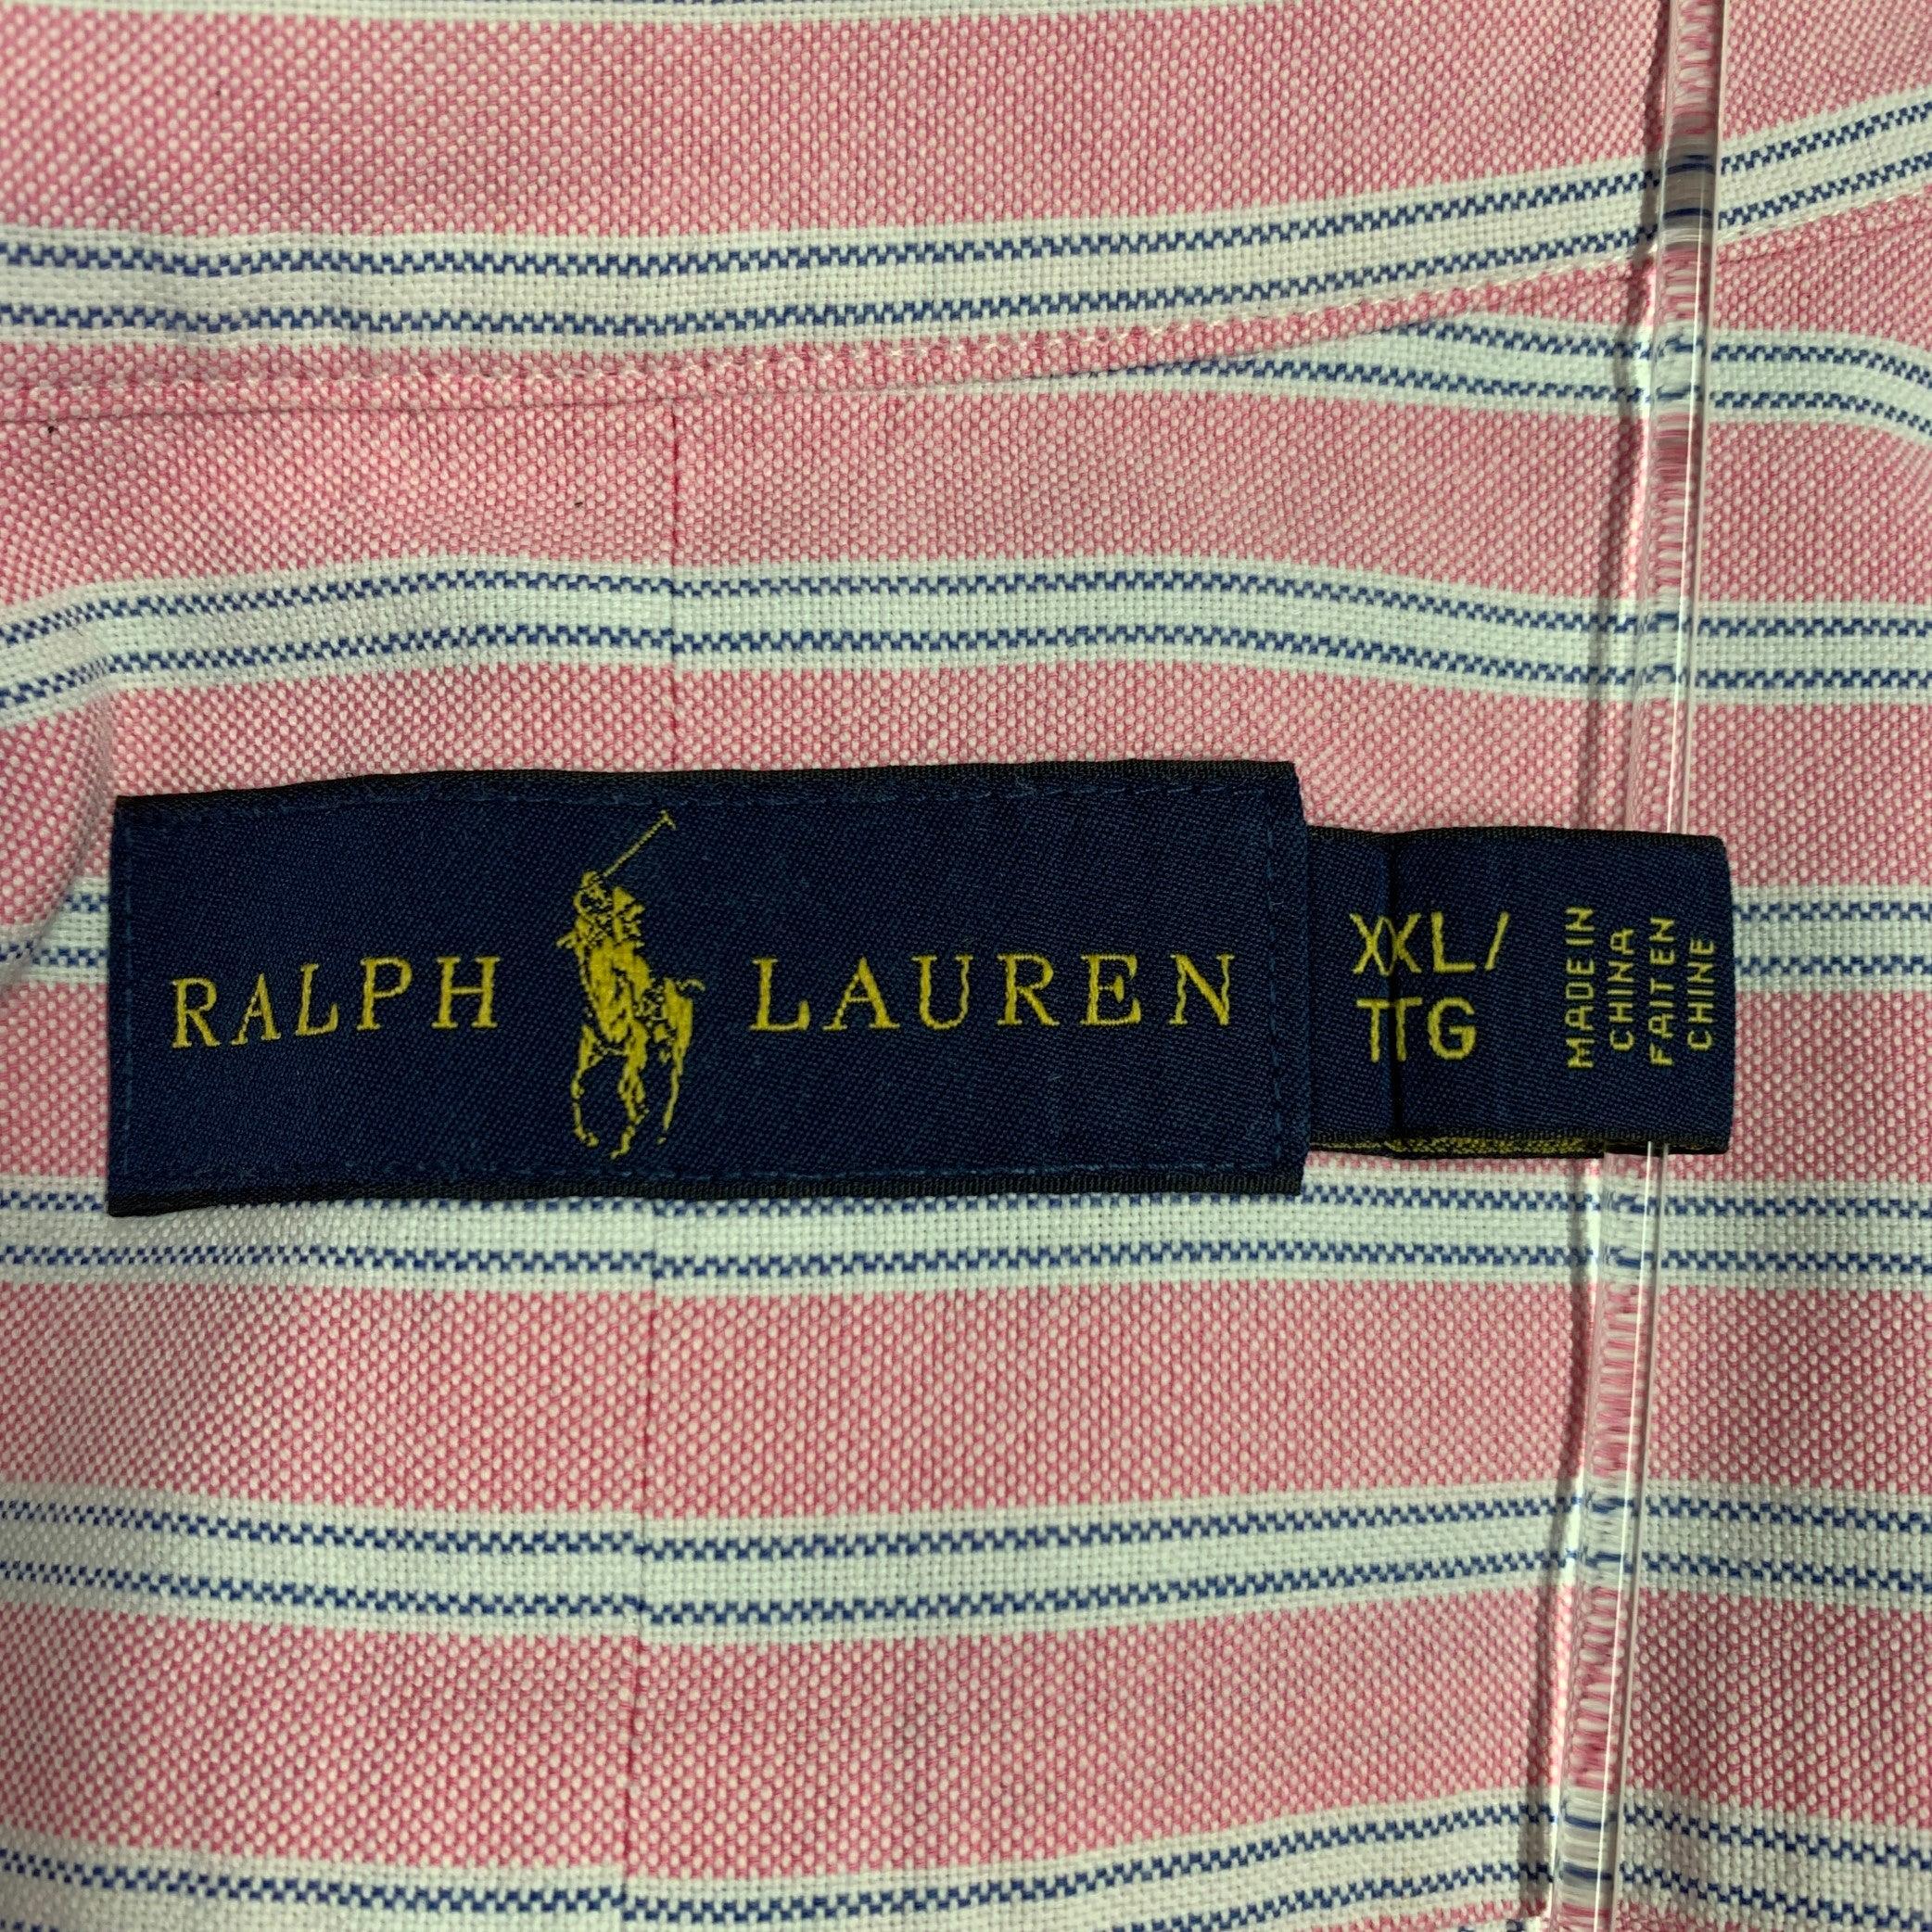 RALPH LAUREN
XXL/
TTG
MADE IN
CHINA
FAIT EN
CHINE